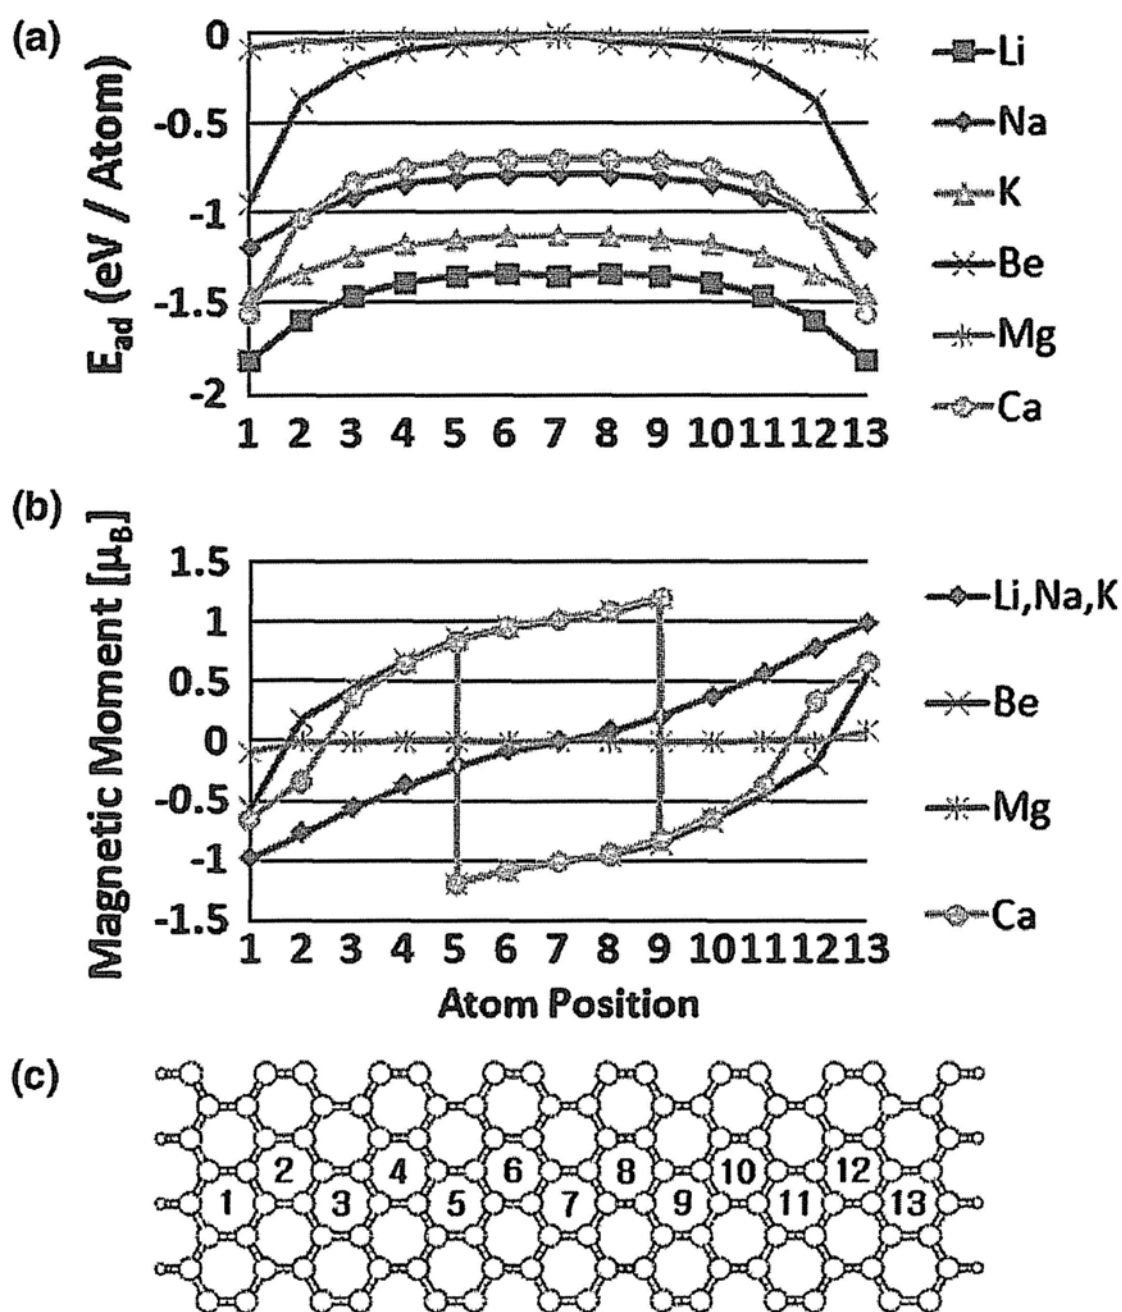 (a)
E_ad (eV / Atom)
0
-0.5
-1
-1.5
-2
1 2 3 4 5 6 7 8 9 10 11 12 13
Li
Na
K
Be
Mg
Ca
(b)
Magnetic Moment [μ_B]
1.5
1
0.5
0
-0.5
-1
-1.5
1 2 3 4 5 6 7 8 9 10 11 12 13
Atom Position
Li,Na,K
Be
Mg
Ca
(c)
2 4 6 8 10 12
1 3 5 7 9 11 13